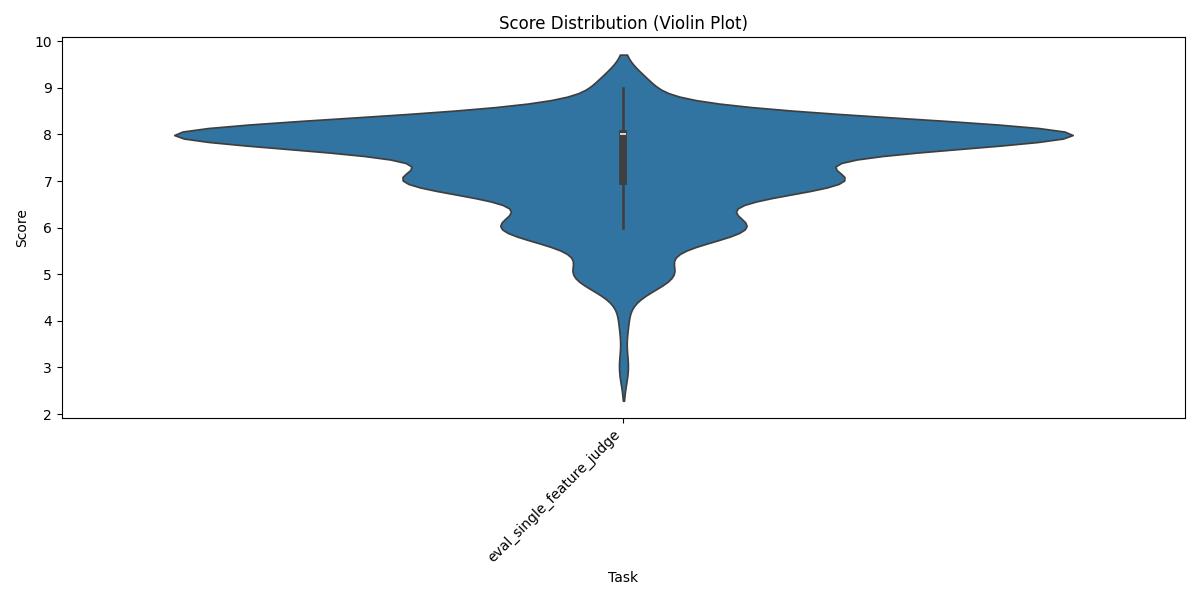 Score Distribution (Violin Plot)
10
9
8
7
6
5
4
3
2
Score
eval_single_feature_judge
Task